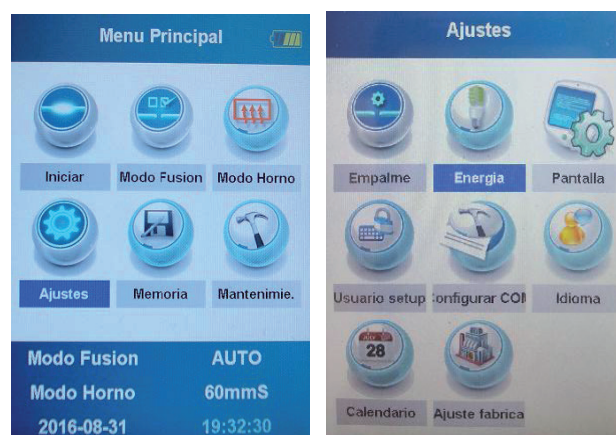 Menu Principal
Iniciar
Modo Fusion
Modo Horno
Ajustes
Memoria
Mantenimie.
Modo Fusion AUTO
Modo Horno 60mmS
2016-08-31 19:32:30
Ajustes
Empalme
Energia
Pantalla
Usuario setup
onfigurar CO
Idioma
28
Calendario
Ajuste fabrica